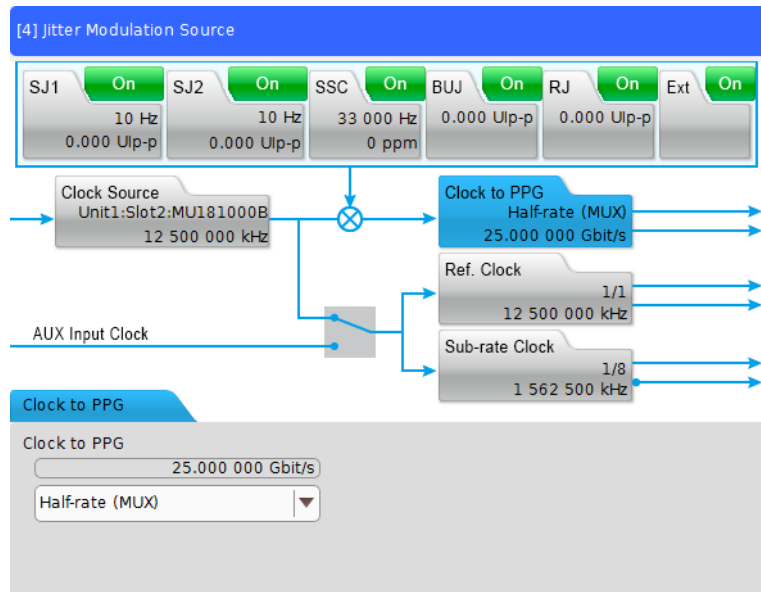 [4] Jitter Modulation Source
SJ1 On SJ2 On SSC On BUJ On RJ On Ext On
10 Hz 10 Hz 33 000 Hz 0.000 UIp-p 0.000 UIp-p
0.000 UIp-p 0.000 UIp-p 0 ppm
Clock Source
Unit1:Slot2:MU181000B
12 500 000 kHz
Clock to PPG
Half-rate (MUX)
25.000 000 Gbit/s
Ref. Clock
1/1
12 500 000 kHz
AUX Input Clock
Sub-rate Clock
1/8
1 562 500 kHz
Clock to PPG
Clock to PPG
25.000 000 Gbit/s
Half-rate (MUX)